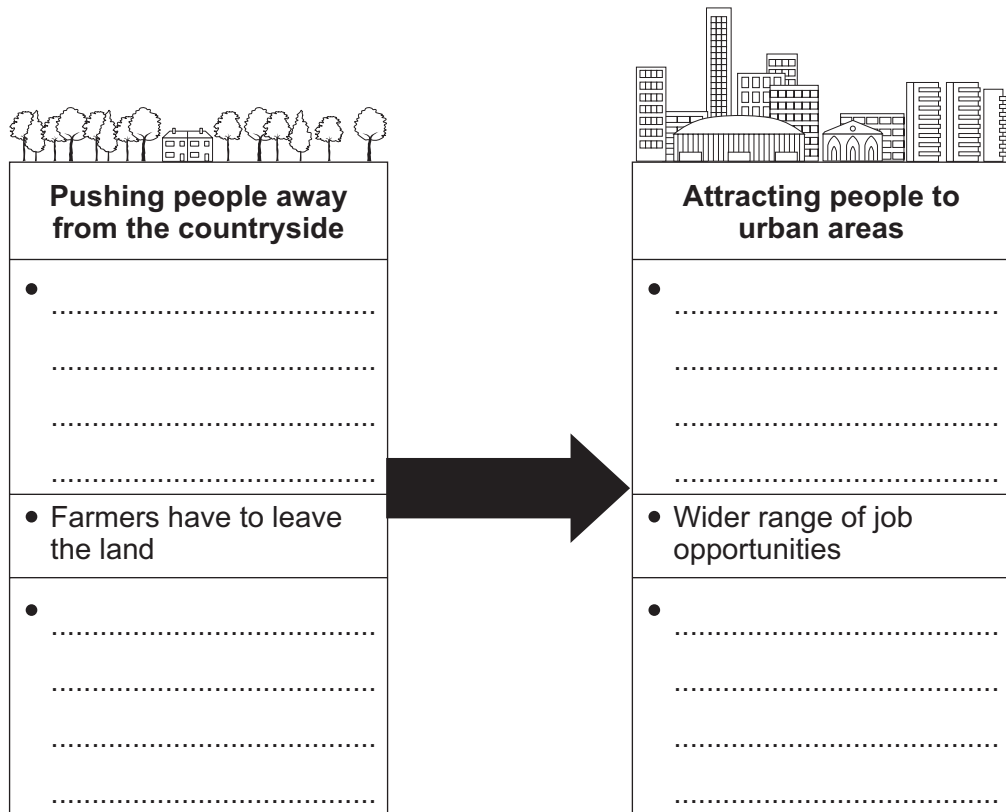 Pushing people away
from the countryside
•
........................................
........................................
........................................
........................................
• Farmers have to leave
the land
•
........................................
........................................
........................................
........................................
Attracting people to
urban areas
•
........................................
........................................
........................................
........................................
• Wider range of job
opportunities
•
........................................
........................................
........................................
........................................